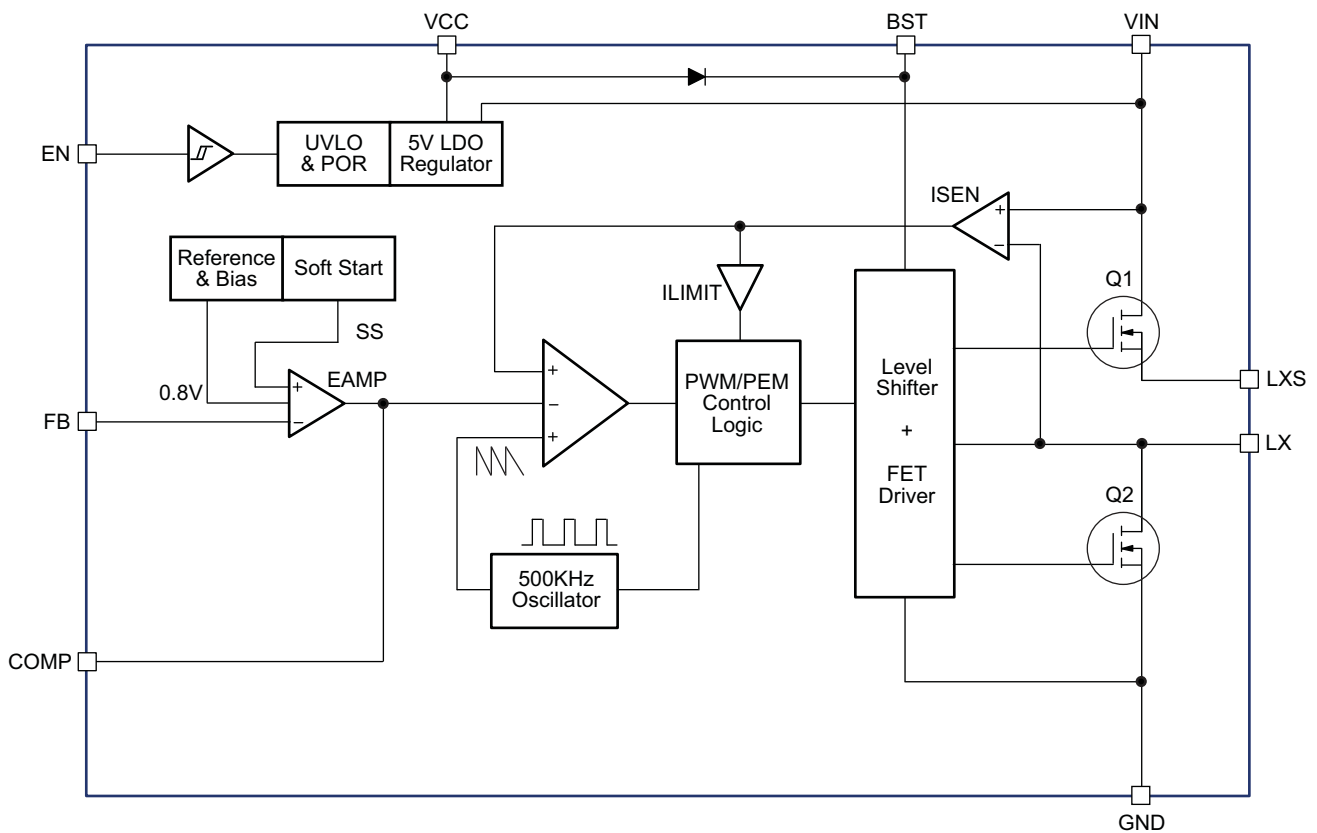 VCC
BST
VIN
EN
UVLO
& POR
5V LDO
Regulator
ISEN
+
−
Reference
& Bias
Soft Start
SS
ILIMIT
Q1
0.8V
EAMP
+
−
FB
+
−
+
PWM/PEM
Control
Logic
Level
Shifter
+
FET
Driver
LXS
LX
Q2
500KHz
Oscillator
COMP
GND